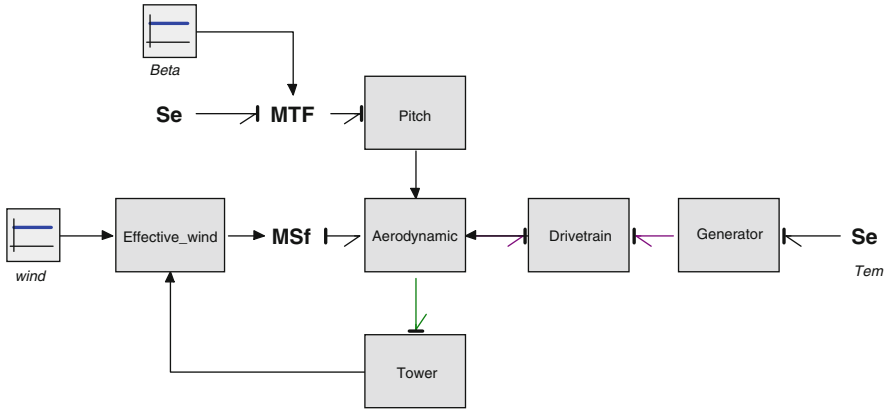 Beta
Se
MTF
Pitch
wind
Effective_wind
MSf
Aerodynamic
Drivetrain
Generator
Se
Tem
Tower